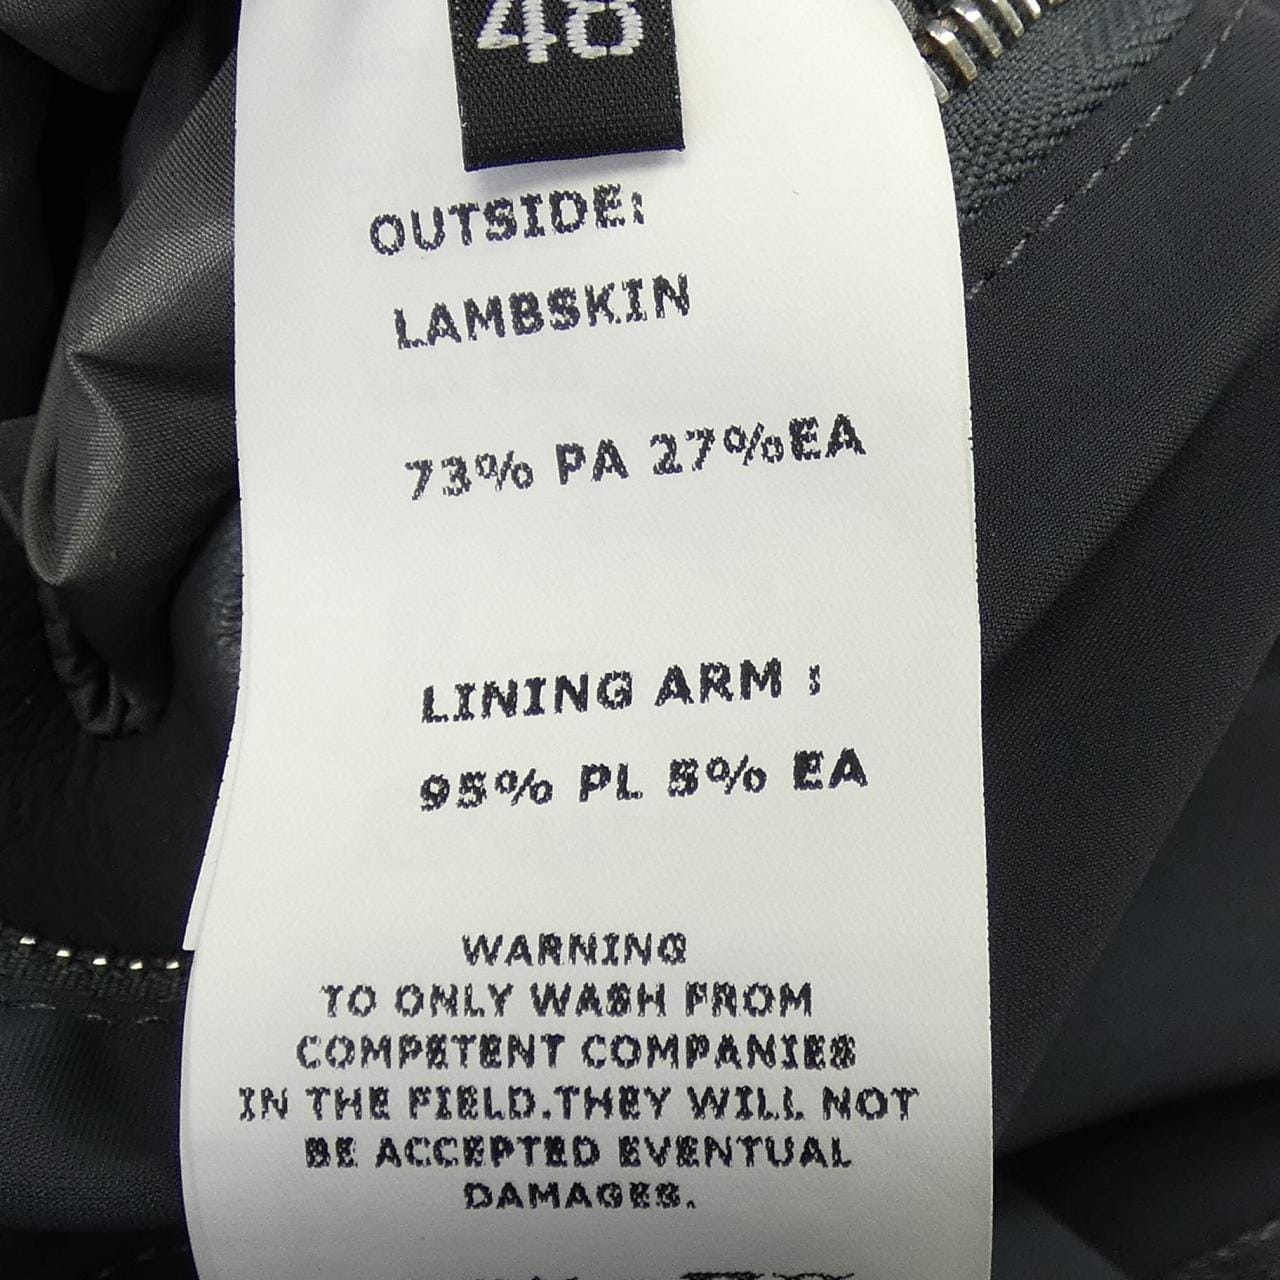 48
OUTSIDE:
LAMBSKIN
73% PA 27%EA
LINING ARM :
95% PL 5% EA
WARNING
TO ONLY WASH FROM
COMPETENT COMPANIES
IN THE FIELD.THEY WILL NOT
BE ACCEPTED EVENTUAL
DAMAGES.